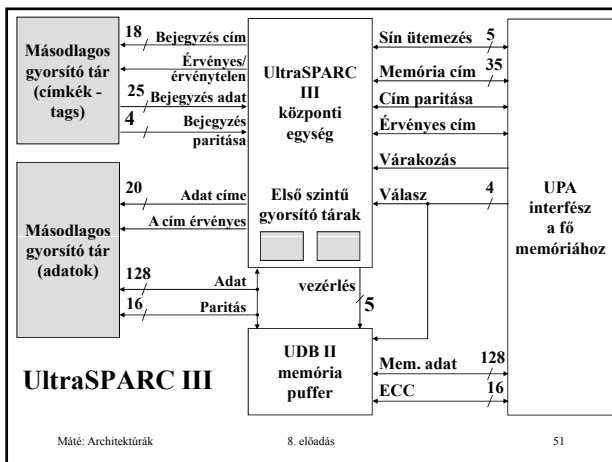 Másodlagos
gyorsító tár
(címkék -
tags)
18
Bejegyzés cím
Érvényes/
érvénytelen
25
Bejegyzés adat
4
Bejegyzés
paritása
Másodlagos
gyorsító tár
(adatok)
20
Adat címe
A cím érvényes
128
Adat
16
Paritás
UltraSPARC
III
központi
egység
Első szintű
gyorsító tárak
vezérlés
5
UDB II
memória
puffer
Sín ütemezés
5
Memória cím
35
Cím paritása
Érvényes cím
Várakozás
Válasz
4
Mem. adat
128
ECC
16
UPA
interfész
a fő
memóriához
UltraSPARC III
Máté: Architektúrák
8. előadás
51